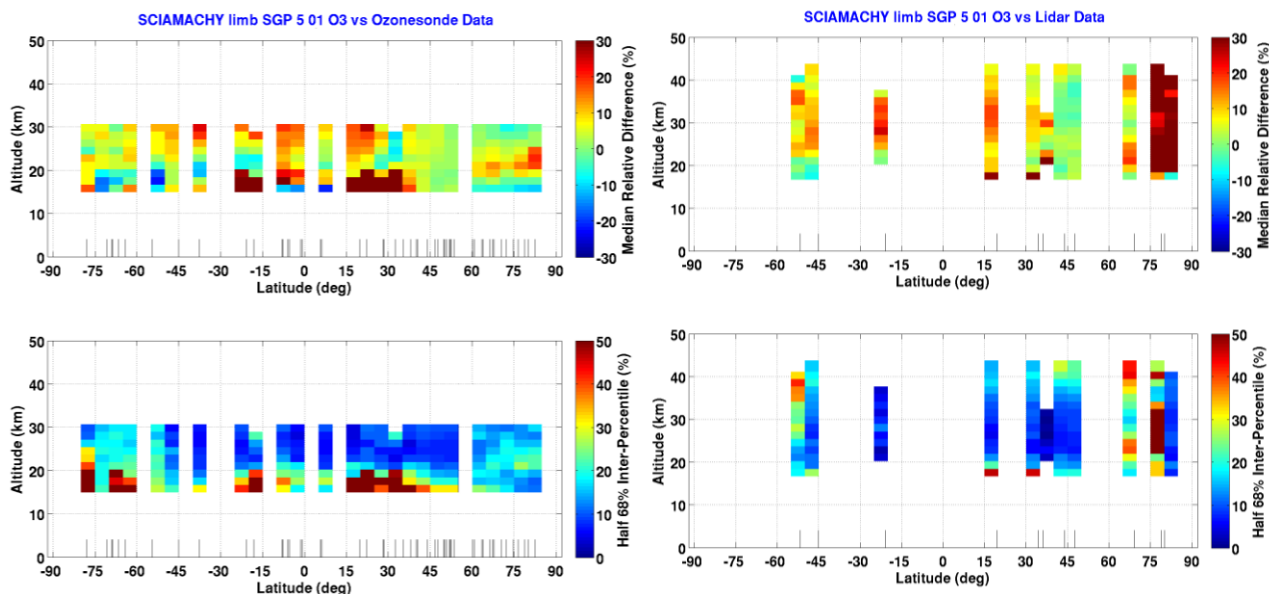 SCIAMACHY limb SGP 5 01 O3 vs Ozonesonde Data
50
40
30
20
10
0
Altitude (km)
-90 -75 -60 -45 -30 -15 0 15 30 45 60 75 90
Latitude (deg)
30
20
10
0
-10
-20
-30
Median Relative Difference (%)
SCIAMACHY limb SGP 5 01 O3 vs Lidar Data
50
40
30
20
10
0
Altitude (km)
-90 -75 -60 -45 -30 -15 0 15 30 45 60 75 90
Latitude (deg)
30
20
10
0
-10
-20
-30
Median Relative Difference (%)
50
40
30
20
10
0
Altitude (km)
-90 -75 -60 -45 -30 -15 0 15 30 45 60 75 90
Latitude (deg)
50
40
30
20
10
0
Half 68% Inter-Percentile (%)
50
40
30
20
10
0
Altitude (km)
-90 -75 -60 -45 -30 -15 0 15 30 45 60 75 90
Latitude (deg)
50
40
30
20
10
0
Half 68% Inter-Percentile (%)